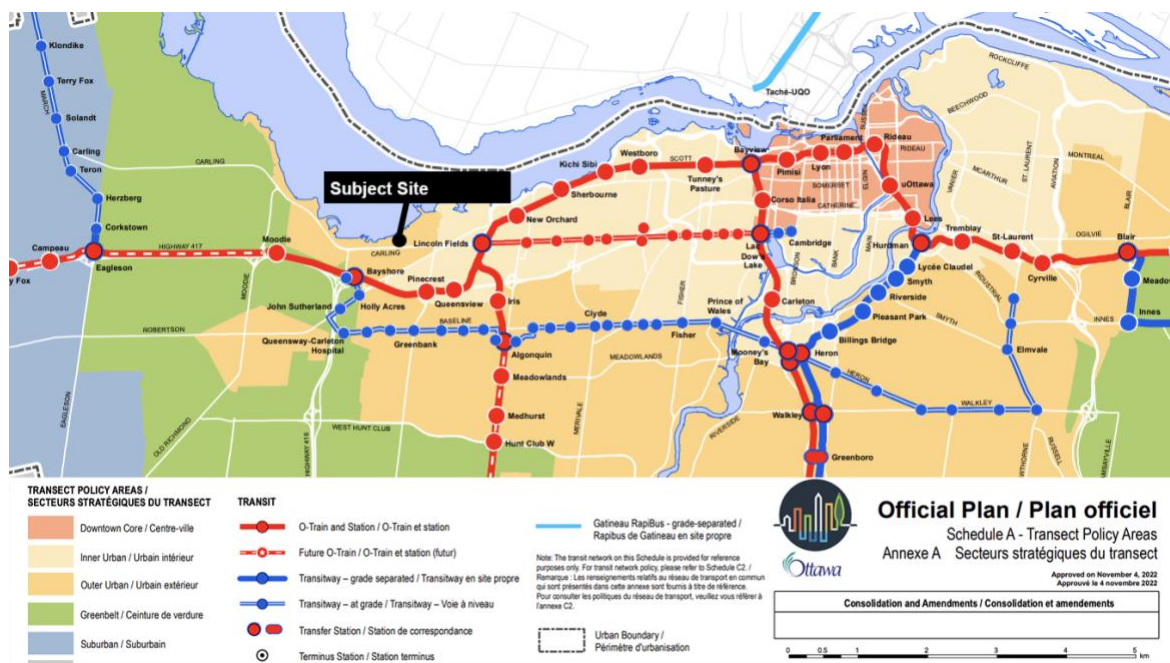 Klondike
Terry Fox
MARCH
Solandt
Carling
Teron
Herzberg
Corkstown
Campeau
y Fox
Eagleson
EAGLESON
CARLING
HIGHWAY 417
Moodie
MOODIE
Subject Site
CARLING
Bayshore
John Sutherland
Holly Acres
ROBERTSON
Queensway-Carleton
Hospital
OLD RICHMOND
HIGHWAY 416
WEST HUNT CLUB
Pinecrest
Queensview
Lincoln Fields
Iris
BASELINE
Greenbank
Algonquin
Meadowlands
Medhurst
Hunt Club W
New Orchard
Sherbourne
Kichi Sibi
Westboro
SCOTT
Tunny's
Pasture
Bayview
Pimisi
Lyon
Parliament
Rideau
RIDEAU
SUSSEX
Taché-UQO
SOMERSET
ELGIN
CATHERINE
uOttawa
Corso Italia
Lac
Dow's
Lake
Cambridge
BRONSON
BANK
MAIN
Carleton
Prince of
Wales
FISHER
Clyde
Fisher
MEADOWLANDS
MERIVALE
Mooney's
Bay
Heron
HERON
Billings Bridge
Pleasant Park
Riverside
Smyth
Lycée Claudel
Hurdman
Lees
Tremblay
St-Laurent
Cyrville
Blair
BLAIR
OGILVIE
MONTREAL
AVIATION
ST. LAURENT
MCARTHUR
VANIER
BEECHWOOD
ROCKCLIFFE
INDUSTRIAL
SMYTH
INNES
Meadow
Innes
Elmvale
WALKLEY
Walkley
RIVERSIDE
Greenboro
WTHORNE
RUSSELL
AMSAYVILLE
TRANSECT POLICY AREAS /
SECTEURS STRATÉGIQUES DU TRANSECT
Downtown Core / Centre-ville
Inner Urban / Urbain intérieur
Outer Urban / Urbain extérieur
Greenbelt / Ceinture de verdure
Suburban / Suburbain
TRANSIT
O-Train and Station / O-Train et station
Future O-Train / O-Train et station (futur)
Transitway – grade separated / Transitway en site propre
Transitway – at grade / Transitway - Voie à niveau
Transfer Station / Station de correspondance
Terminus Station / Station terminus
Gatineau RapiBus - grade-separated /
Rapibus de Gatineau en site propre
Note: The transit network on this Schedule is provided for reference
purposes only. For transit network policy, please refer to Schedule C2. /
Remarque : Les renseignements relatifs au réseau de transport en commun
qui sont présentés dans cette annexe sont fournis à titre de référence.
Pour consulter les politiques du réseau de transport, veuillez vous référer à
l'annexe C2.
Urban Boundary /
Périmètre d'urbanisation
Ottawa
Official Plan / Plan officiel
Schedule A - Transect Policy Areas
Annexe A Secteurs stratégiques du transect
Approved on November 4, 2022
Approuvé le 4 novembre 2022
Consolidation and Amendments / Consolidation et amendements
0 0.5 1 2 3 4 5
km